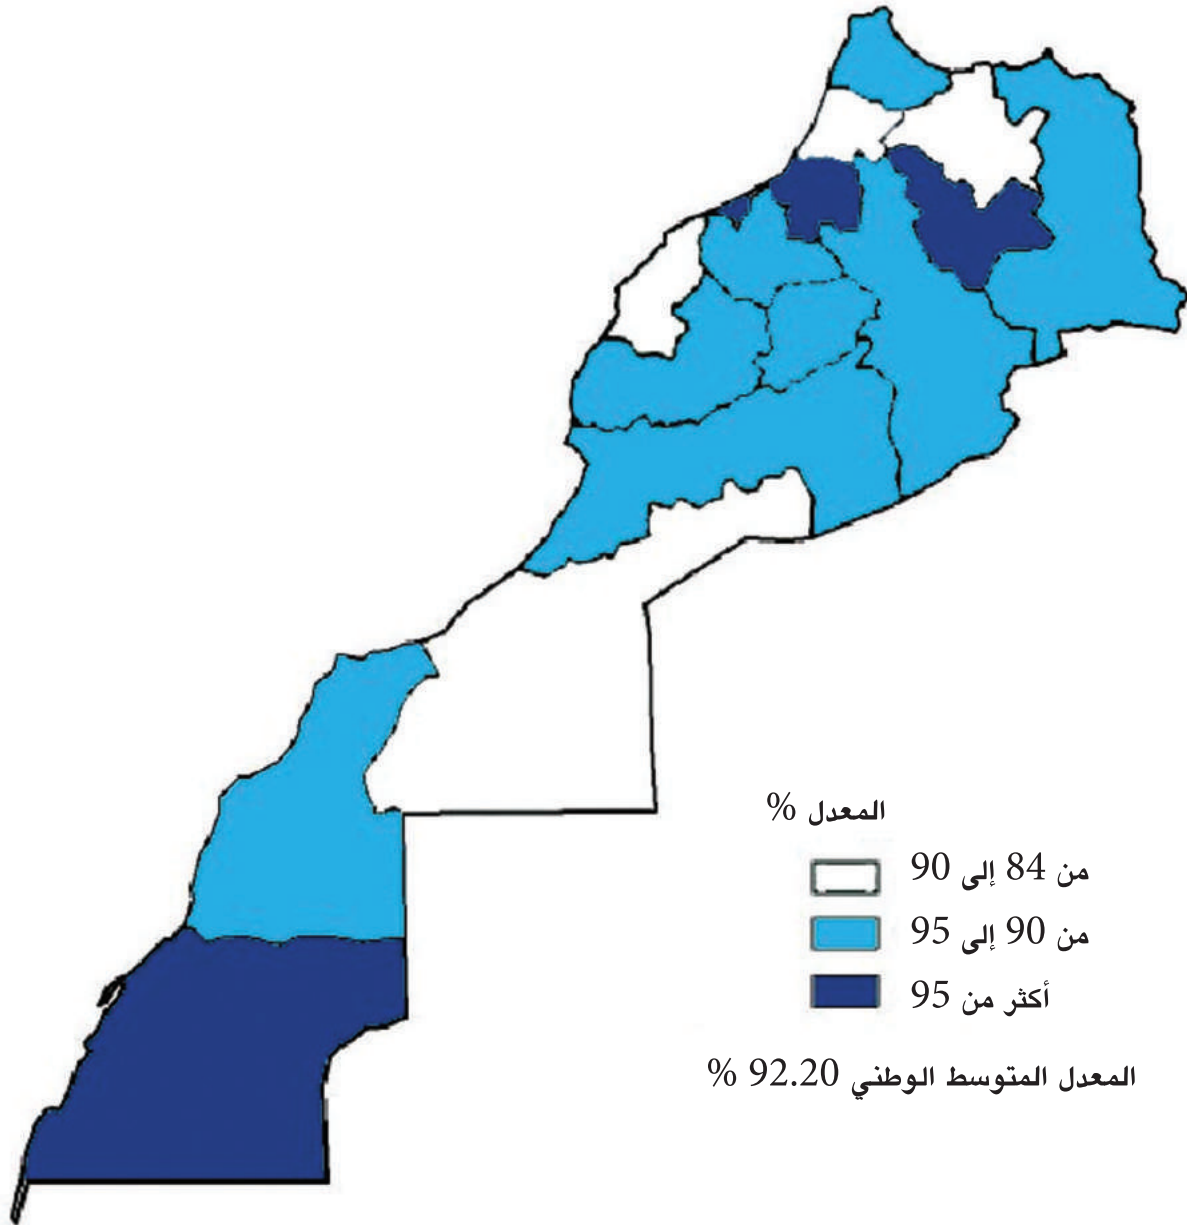 المعدل %
من 84 إلى 90
من 90 إلى 95
أكثر من 95
المعدل المتوسط الوطني 92.20 %